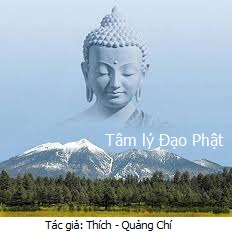 Tâm lý Đạo Phật
Tác giả: Thích - Quảng Chí